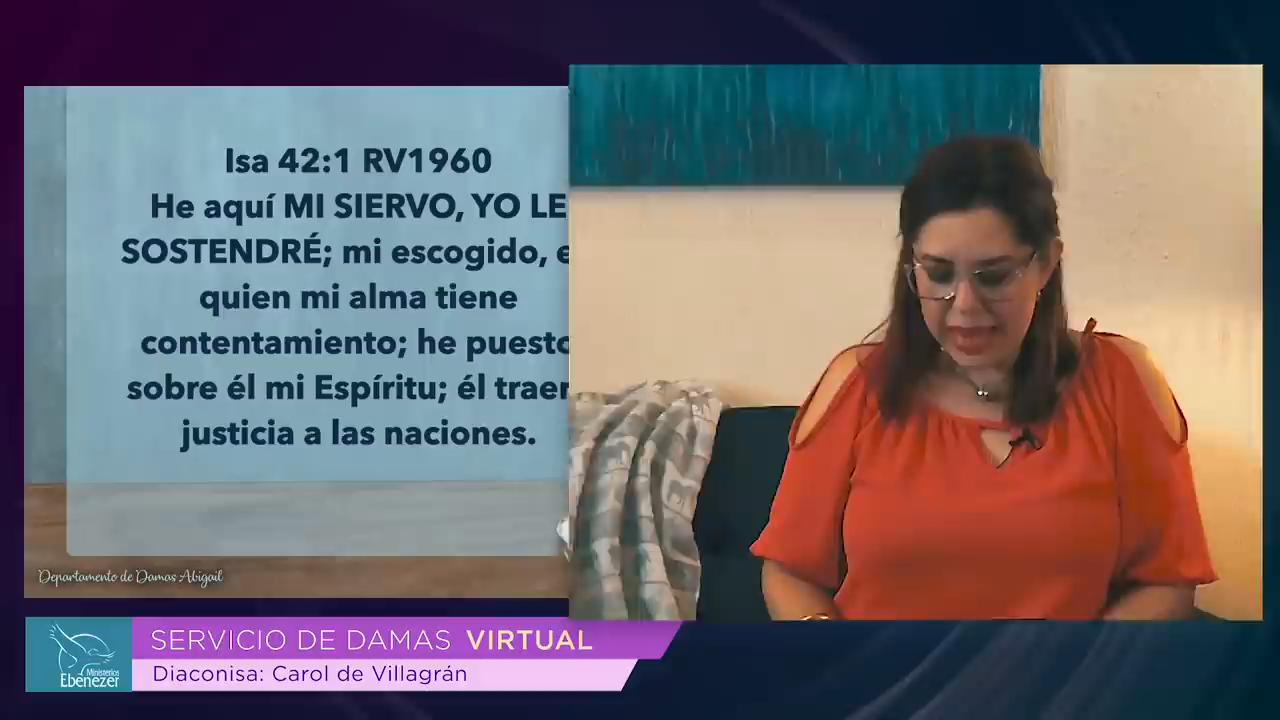 Isa 42:1 RV1960
He aquí MI SIERVO, YO LE
SOSTENDRÉ; mi escogido, e
quien mi alma tiene
contentamiento; he puesto
sobre él mi Espíritu; él traer
justicia a las naciones.
Departamento de Damas Abigail
SERVICIO DE DAMAS VIRTUAL
Diaconisa: Carol de Villagrán
Ministerios
Ebenezer